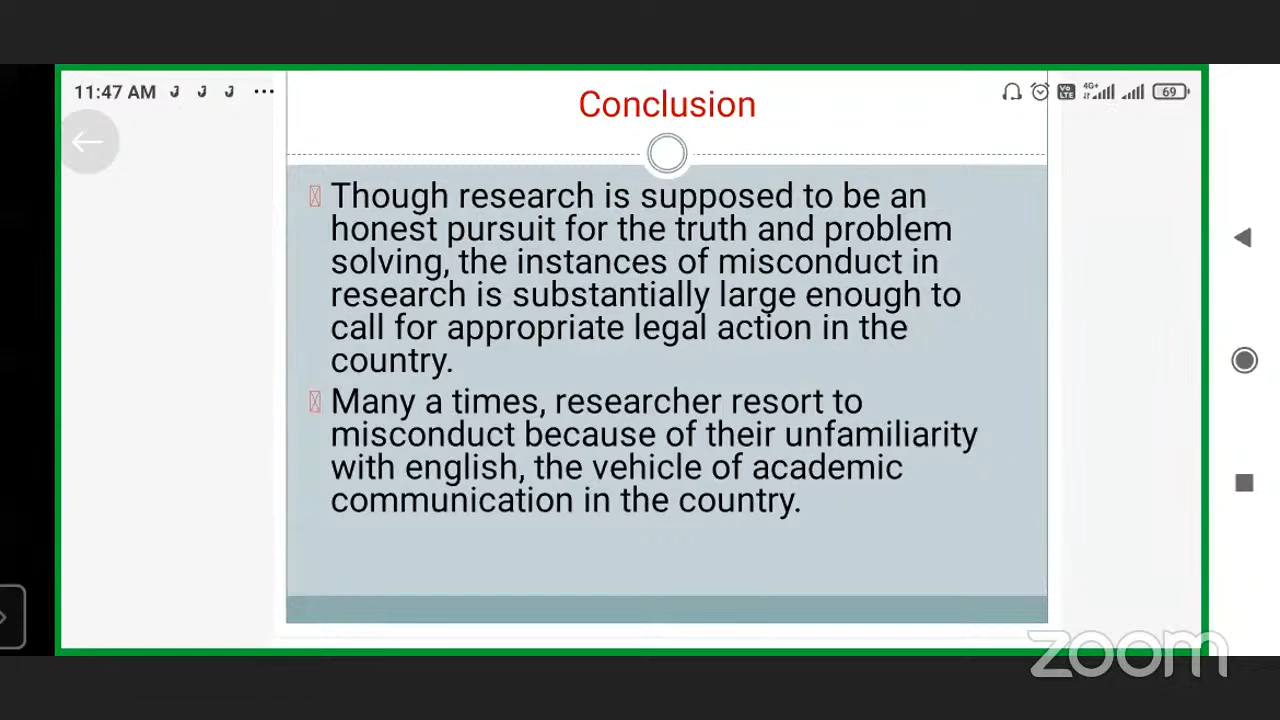 11:47 AM
Vo LTE
4G+
69
Conclusion
Though research is supposed to be an
honest pursuit for the truth and problem
solving, the instances of misconduct in
research is substantially large enough to
call for appropriate legal action in the
country.
Many a times, researcher resort to
misconduct because of their unfamiliarity
with english, the vehicle of academic
communication in the country.
zoom